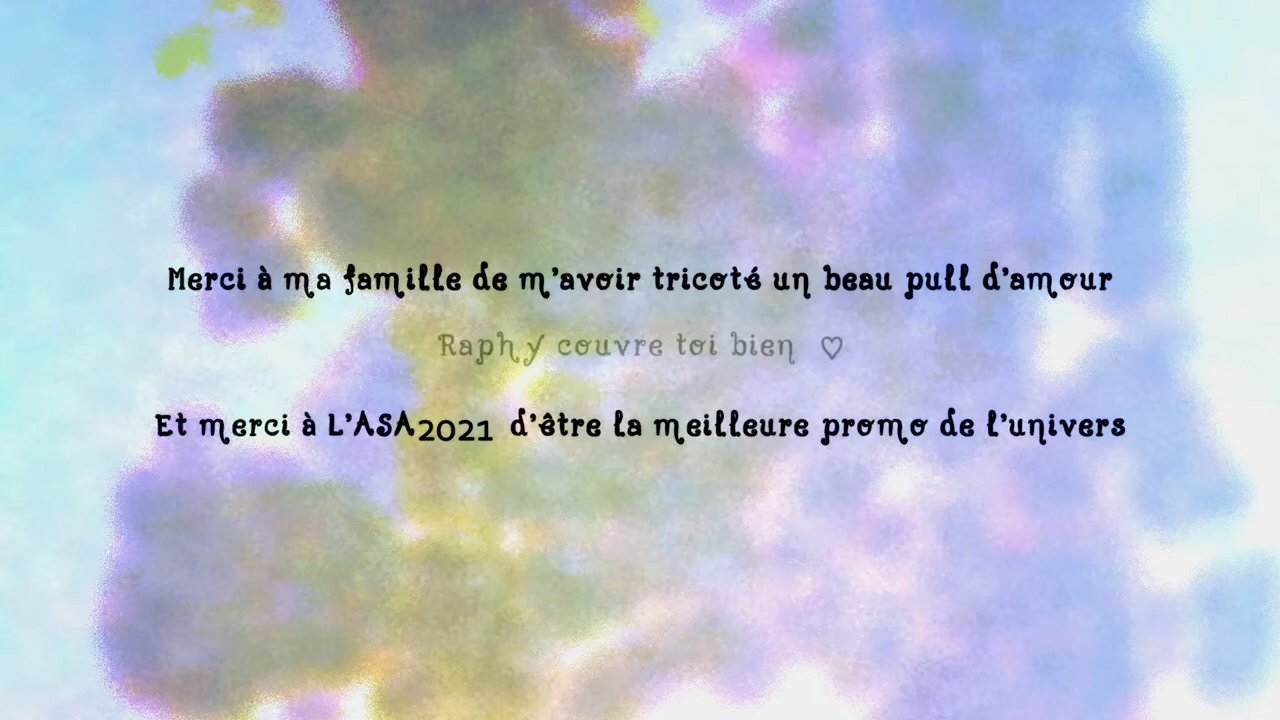 Merci à ma famille de m'avoir tricoté un beau pull d'amour
Raphy couvre toi bien ♡
Et merci à L'ASA2021 d'être la meilleure promo de l'univers